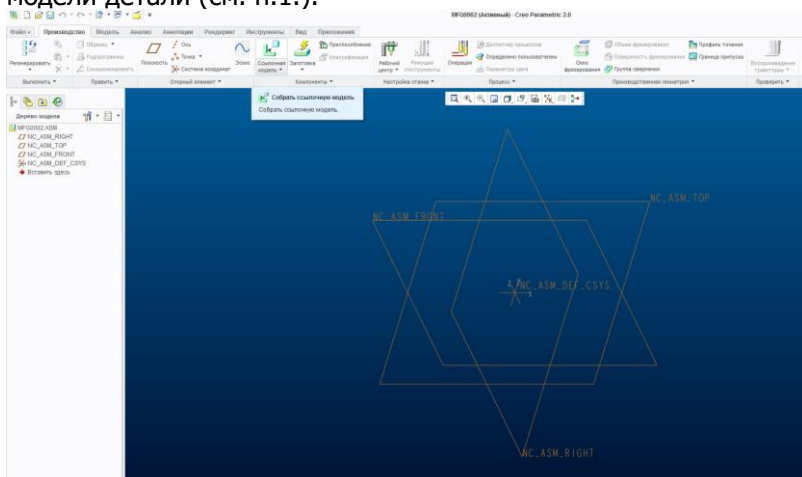 модели детали (см. п.1.).
MFG0002 (Активный) - Creo Parametric 2.0
Файл Производство Модель Анализ Аннотации Рендеринг Инструменты Вид Приложения
Регенерировать
Образец
Подпрограмма
Синхронизировать
Плоскость
Ось
Точка
Система координат
Эскиз
Ссылочная модель
Заготовка
Приспособление
Классификация
Рабочий центр
Операция
Диспетчер процессов
Определено пользователем
Параметры шага
Окно фрезерования
Объем фрезерования
Поверхность фрезерования
Группа сверления
Профиль точения
Граница припуска
Воспроизведение траектории
Выполнить Править Опорный элемент Компоненты Настройка станка Процесс Производственная геометрия Проверить
Собрать ссылочную модель
Собрать ссылочную модель.
Дерево модели
MFG0002.ASM
NC_ASM_RIGHT
NC_ASM_TOP
NC_ASM_FRONT
NC_ASM_DEF_CSYS
Вставить здесь
NC_ASM_TOP
NC_ASM_FRONT
NC_ASM_DEF_CSYS
NC_ASM_RIGHT